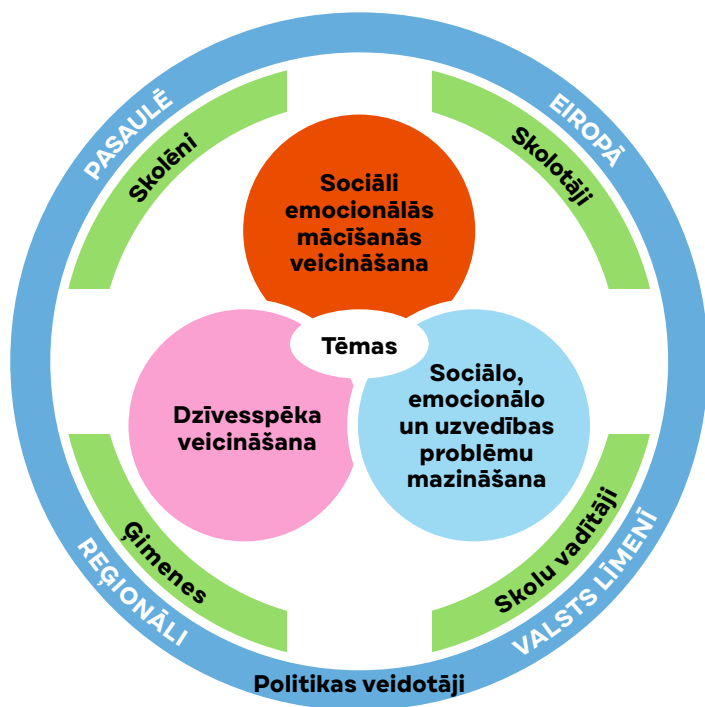 PASAULĒ
EIROPĀ
Skolēni
Skolotāji
Sociāli
emocionālās
mācīšanās
veicināšana
Tēmas
Dzīvesspēka
veicināšana
Sociālo,
emocionālo
un uzvedības
problēmu
mazināšana
Ģimenes
Skolu vadītāji
REĢIONĀLI
VALSTS LĪMENĪ
Politikas veidotāji